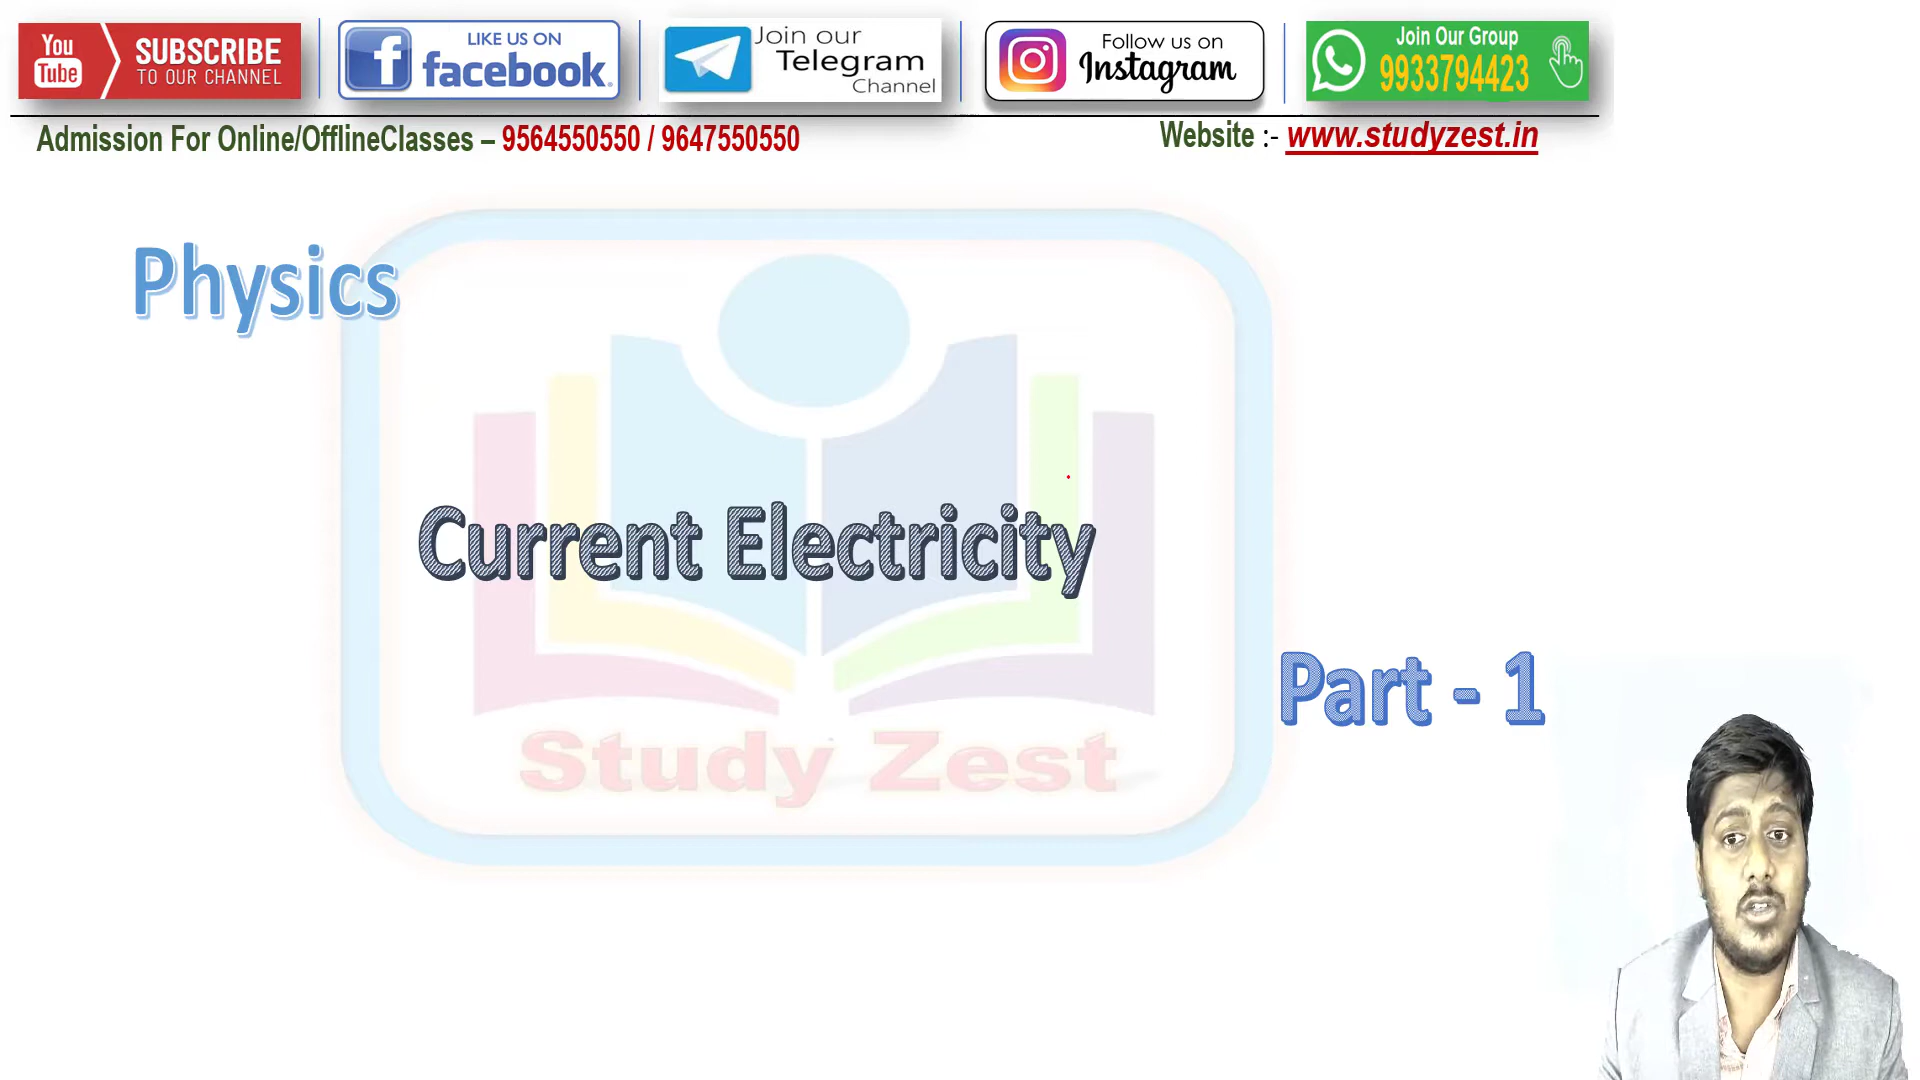 You Tube SUBSCRIBE TO OUR CHANNEL
LIKE US ON facebook.
Join our Telegram Channel
Follow us on Instagram
Join Our Group 9933794423
Admission For Online/OfflineClasses – 9564550550 / 9647550550
Website :- www.studyzest.in
Physics
Current Electricity
Part - 1
Study Zest